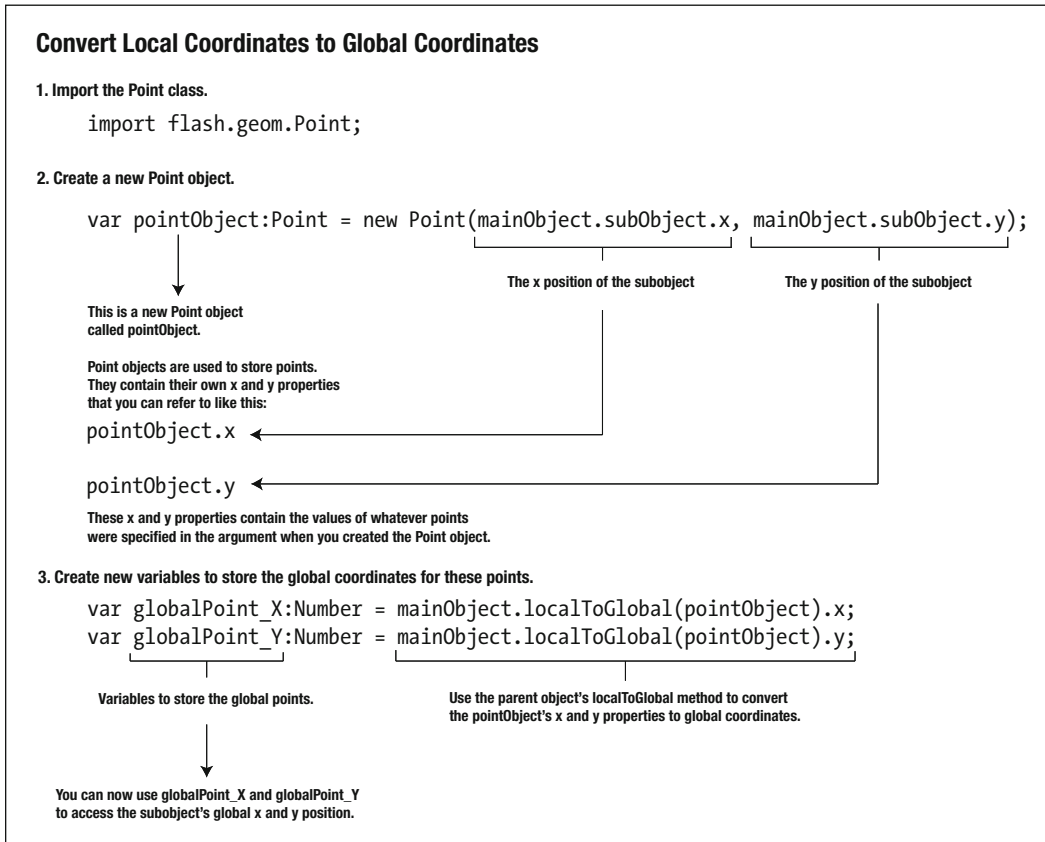 Convert Local Coordinates to Global Coordinates
1. Import the Point class.
import flash.geom.Point;
2. Create a new Point object.
var pointObject:Point = new Point(mainObject.subObject.x, mainObject.subObject.y);
The x position of the subobject
The y position of the subobject
This is a new Point object
called pointObject.
Point objects are used to store points.
They contain their own x and y properties
that you can refer to like this:
pointObject.x
pointObject.y
These x and y properties contain the values of whatever points
were specified in the argument when you created the Point object.
3. Create new variables to store the global coordinates for these points.
var globalPoint_X:Number = mainObject.localToGlobal(pointObject).x;
var globalPoint_Y:Number = mainObject.localToGlobal(pointObject).y;
Variables to store the global points.
Use the parent object's localToGlobal method to convert
the pointObject's x and y properties to global coordinates.
You can now use globalPoint_X and globalPoint_Y
to access the subobject's global x and y position.